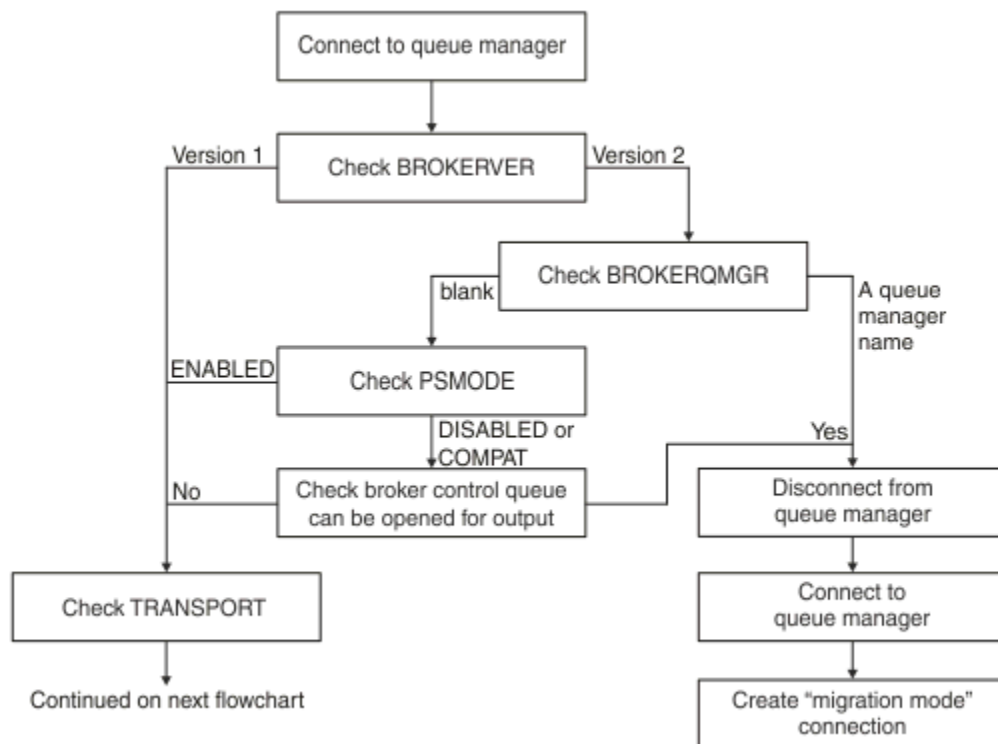 Connect to queue manager
Version 1
Check BROKERVER
Version 2
Check BROKERQMGR
blank
A queue
manager
name
ENABLED
Check PSMODE
DISABLED or
COMPAT
Yes
No
Check broker control queue
can be opened for output
Disconnect from
queue manager
Check TRANSPORT
Connect to
queue manager
Continued on next flowchart
Create “migration mode”
connection